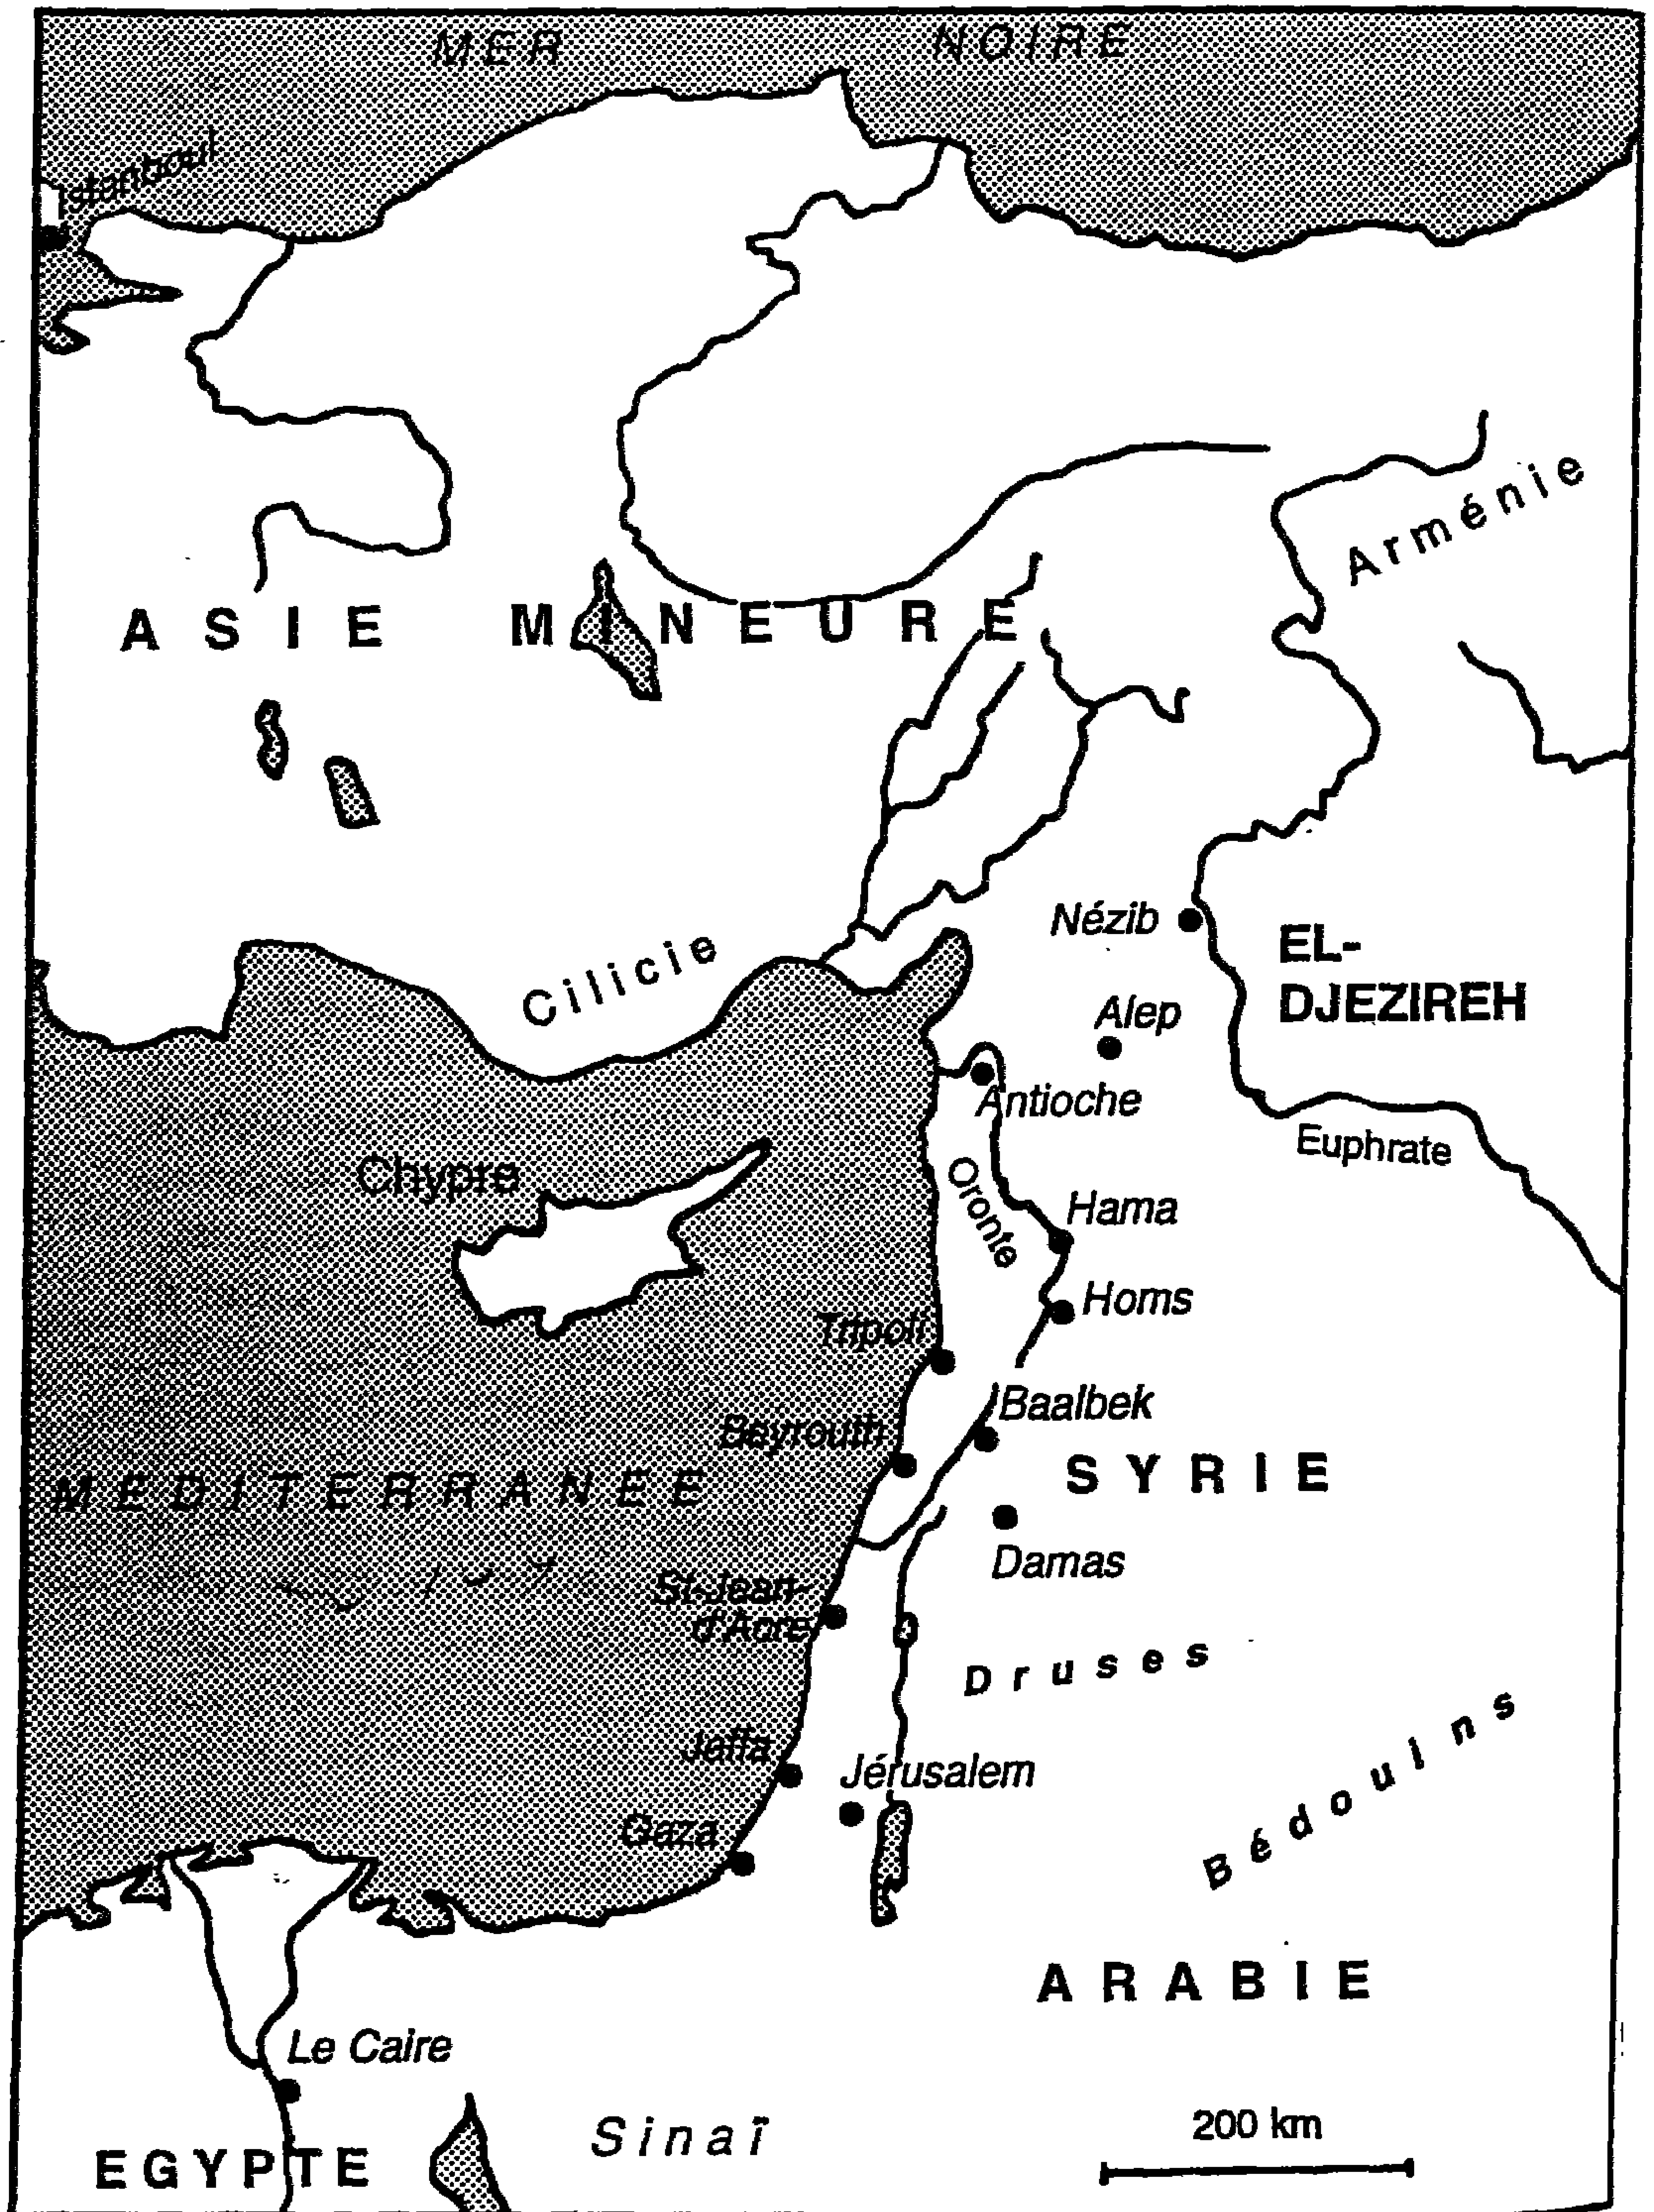 MER NOIRE
Istanboul
Arménie
ASIE MINEURE
Nézib
EL-
DJEZIREH
Cilicie
Alep
Antioche
Euphrate
Chypre
Oronte
Hama
Homs
Tripoli
Baalbek
Beyrouth
SYRIE
MEDITERRANEE
Damas
St-Jean-
d'Acre
Druses
Jaffa
Jérusalem
Gaza
Bédouins
ARABIE
Le Caire
200 km
Sinaï
EGYPTE